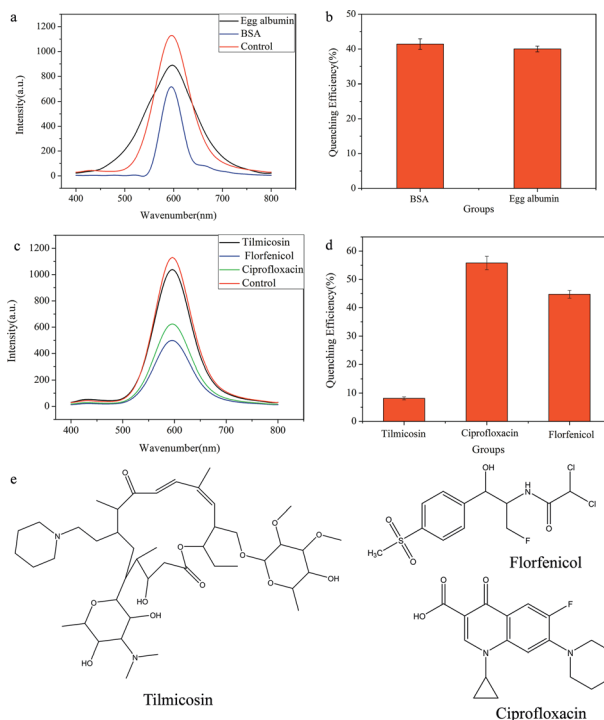 a
Intensity(a.u.)
1200
1000
800
600
400
200
0
400
500
600
700
800
Wavenumber(nm)
Egg albumin
BSA
Control
b
Quenching Efficiency(%)
50
40
30
20
10
0
BSA
Egg albumin
Groups
c
Intensity(a.u.)
1200
1000
800
600
400
200
0
400
500
600
700
800
Wavenumber(nm)
Tilmicosin
Florfenicol
Ciprofloxacin
Control
d
Quenching Efficiency(%)
60
50
40
30
20
10
0
Tilmicosin
Ciprofloxacin
Florfenicol
Groups
e
O
N
O
O
O
O
O
O
OH
HO
O
O
OH
OH
HO
N
Tilmicosin
OH
Cl
H
N
Cl
O
F
O
S
O
H3C
Florfenicol
O
O
F
HO
N
N
Ciprofloxacin